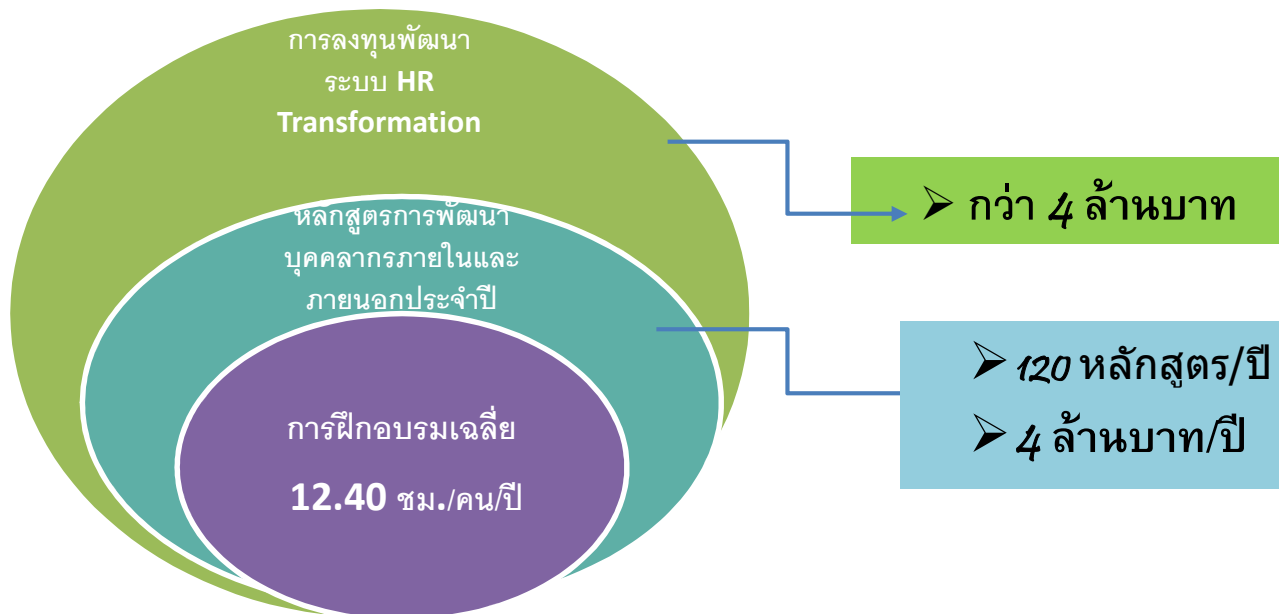 การลงทุนพัฒนา
ระบบ HR
Transformation
➢ กว่า 4 ล้านบาท
หลักสูตรการพัฒนา
บุคคลากรภายในและ
ภายนอกประจำปี
➢ 120 หลักสูตร/ปี
➢ 4 ล้านบาท/ปี
การฝึกอบรมเฉลี่ย
12.40 ชม./คน/ปี